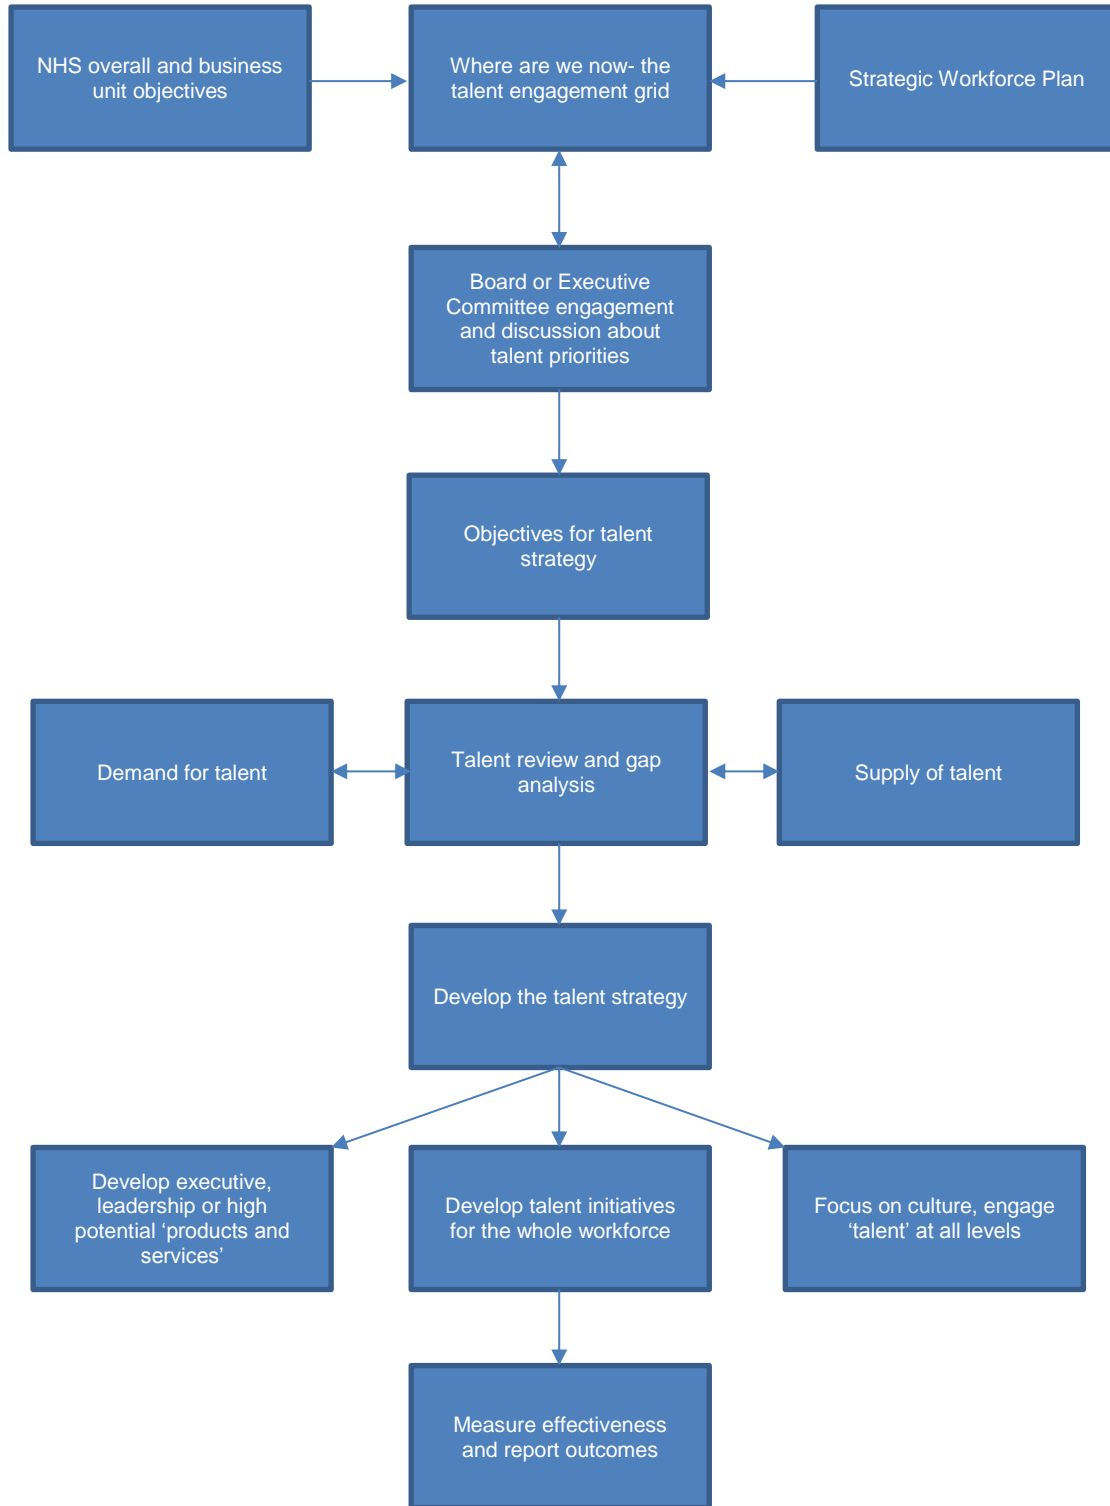 NHS overall and business
unit objectives
Where are we now- the
talent engagement grid
Strategic Workforce Plan
Board or Executive
Committee engagement
and discussion about
talent priorities
Objectives for talent
strategy
Demand for talent
Talent review and gap
analysis
Supply of talent
Develop the talent strategy
Develop executive,
leadership or high
potential ‘products and
services’
Develop talent initiatives
for the whole workforce
Focus on culture, engage
‘talent’ at all levels
Measure effectiveness
and report outcomes